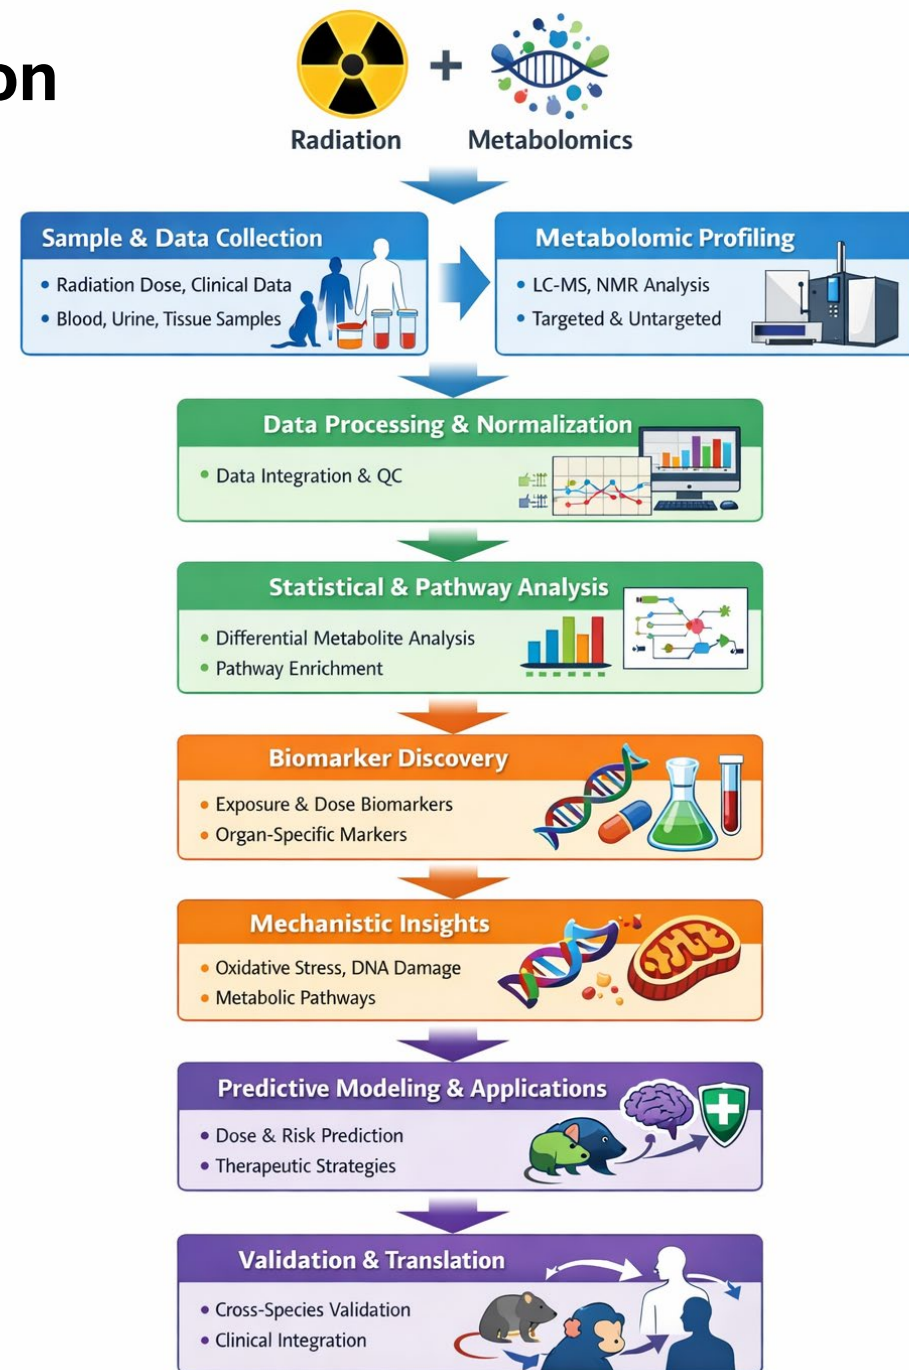 on
Radiation
+
Metabolomics
Sample & Data Collection
• Radiation Dose, Clinical Data
• Blood, Urine, Tissue Samples
Metabolomic Profiling
• LC-MS, NMR Analysis
• Targeted & Untargeted
Data Processing & Normalization
• Data Integration & QC
Statistical & Pathway Analysis
• Differential Metabolite Analysis
• Pathway Enrichment
Biomarker Discovery
• Exposure & Dose Biomarkers
• Organ-Specific Markers
Mechanistic Insights
• Oxidative Stress, DNA Damage
• Metabolic Pathways
Predictive Modeling & Applications
• Dose & Risk Prediction
• Therapeutic Strategies
Validation & Translation
• Cross-Species Validation
• Clinical Integration